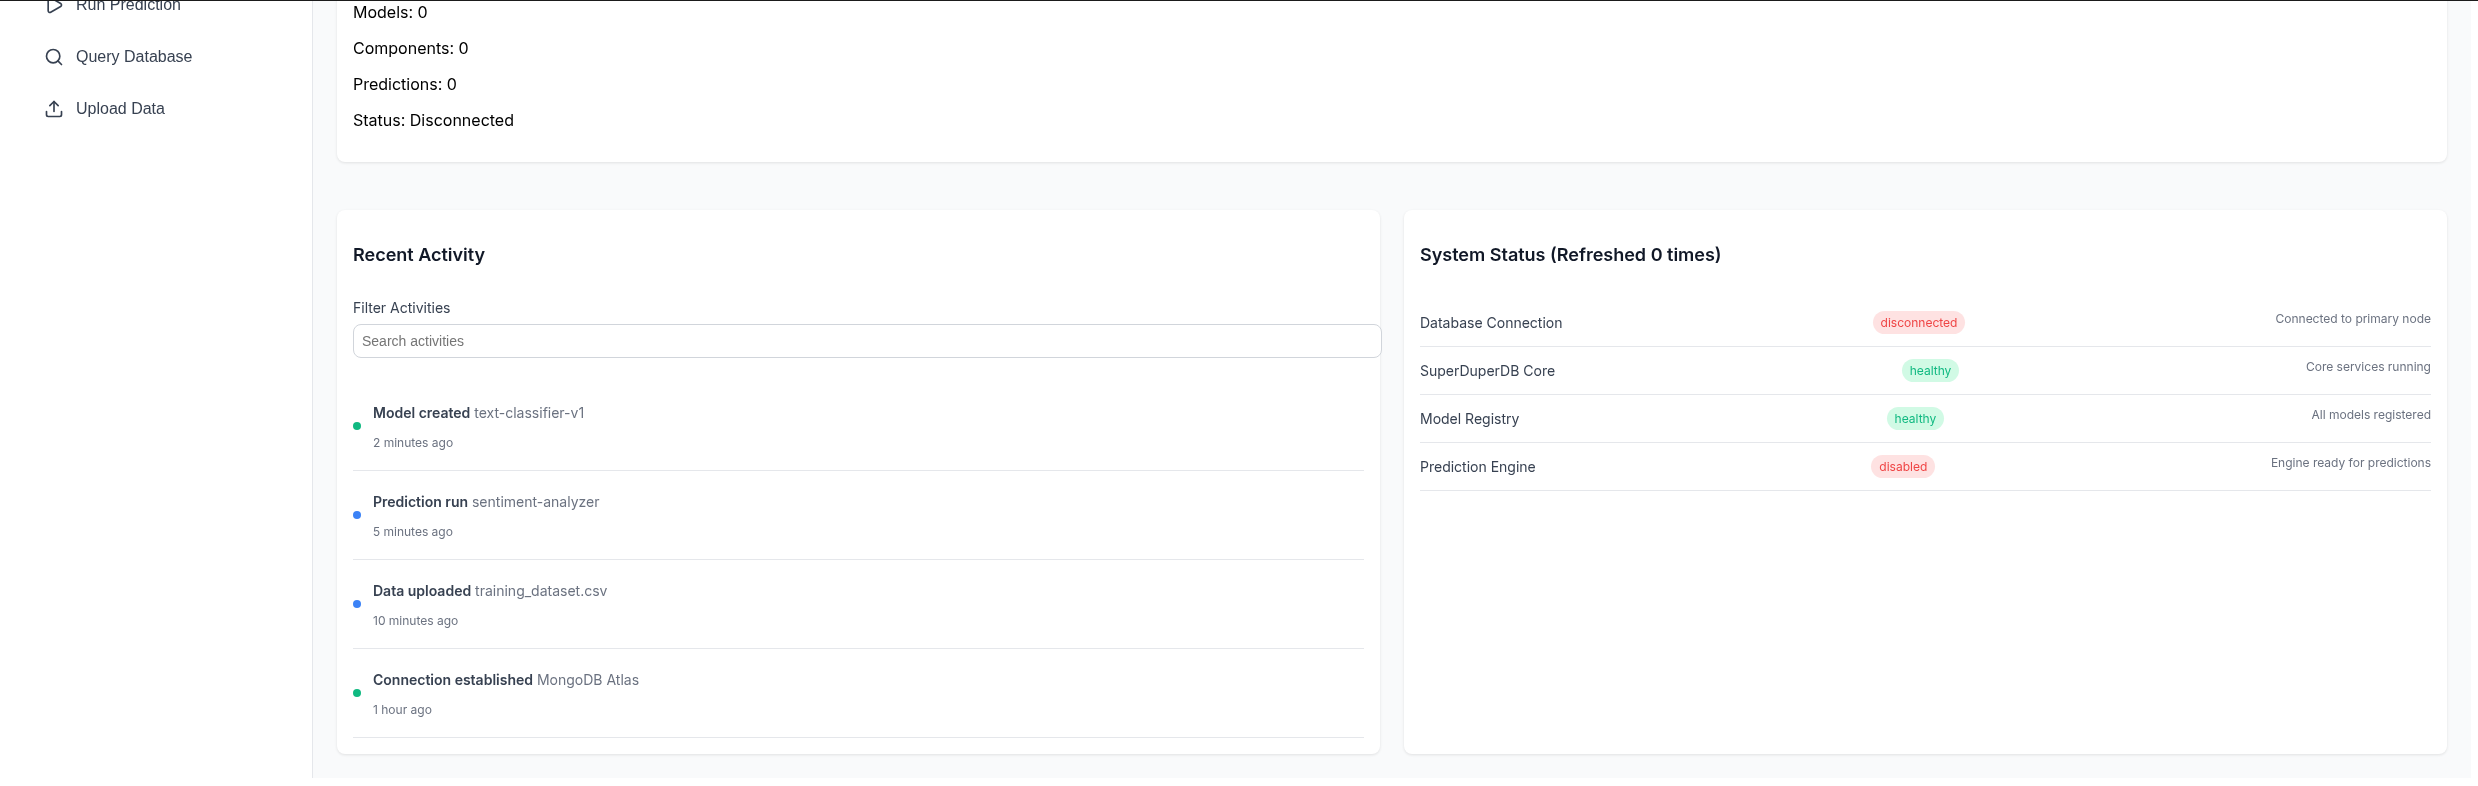 Run Prediction
Query Database
Upload Data
Models: 0
Components: 0
Predictions: 0
Status: Disconnected
Recent Activity
Filter Activities
Search activities
Model created text-classifier-v1
2 minutes ago
Prediction run sentiment-analyzer
5 minutes ago
Data uploaded training_dataset.csv
10 minutes ago
Connection established MongoDB Atlas
1 hour ago
System Status (Refreshed 0 times)
Database Connection disconnected Connected to primary node
SuperDuperDB Core healthy Core services running
Model Registry healthy All models registered
Prediction Engine disabled Engine ready for predictions